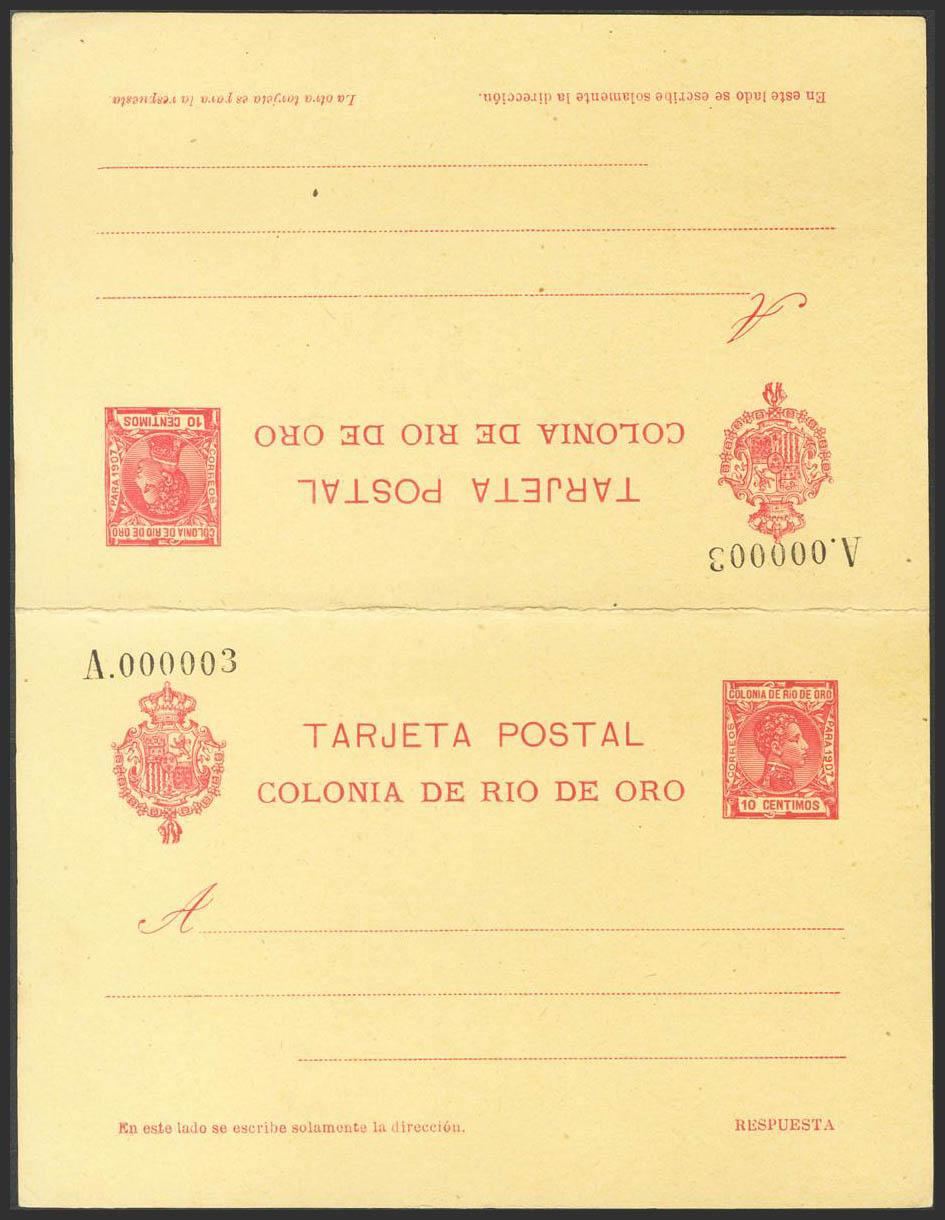 En este lado se escribe solamente la dirección.
La otra tarjeta es para la respuesta.
A
COLONIA DE RIO DE ORO
TARJETA POSTAL
A.000003
COLONIA DE RIO DE ORO
CORREOS
PARA 1907
10 CENTIMOS
A.000003
TARJETA POSTAL
COLONIA DE RIO DE ORO
COLONIA DE RIO DE ORO
CORREOS
PARA 1907
10 CENTIMOS
A
En este lado se escribe solamente la dirección.
RESPUESTA